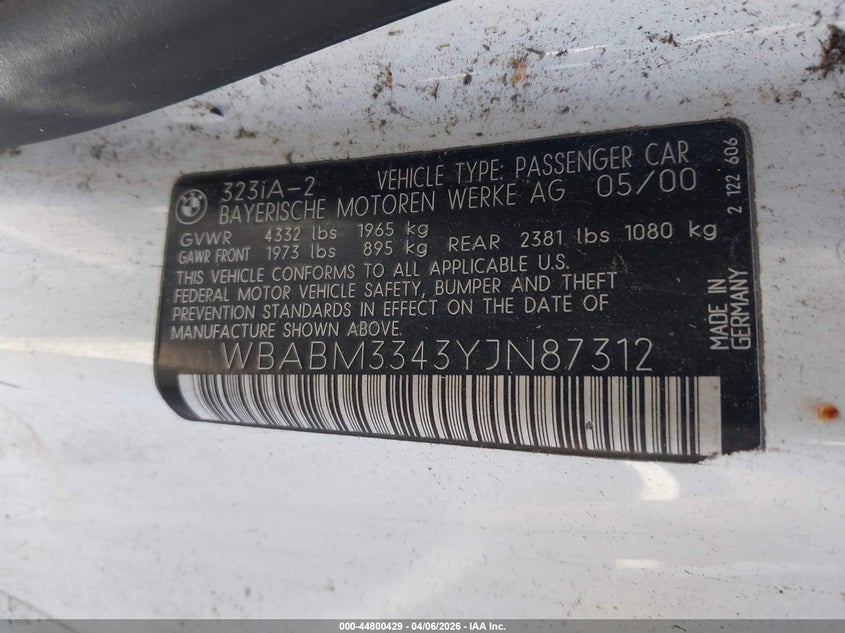 323iA-2 VEHICLE TYPE: PASSENGER CAR
BAYERISCHE MOTOREN WERKE AG 05/00
GVWR 4332 lbs 1965 kg
GAWR FRONT 1973 lbs 895 kg REAR 2381 lbs 1080 kg
THIS VEHICLE CONFORMS TO ALL APPLICABLE U.S.
FEDERAL MOTOR VEHICLE SAFETY, BUMPER AND THEFT
PREVENTION STANDARDS IN EFFECT ON THE DATE OF
MANUFACTURE SHOWN ABOVE.
WBABM3343YJN87312
2 122 606
MADE IN
GERMANY
000-44800429 - 04/06/2026 - IAA Inc.